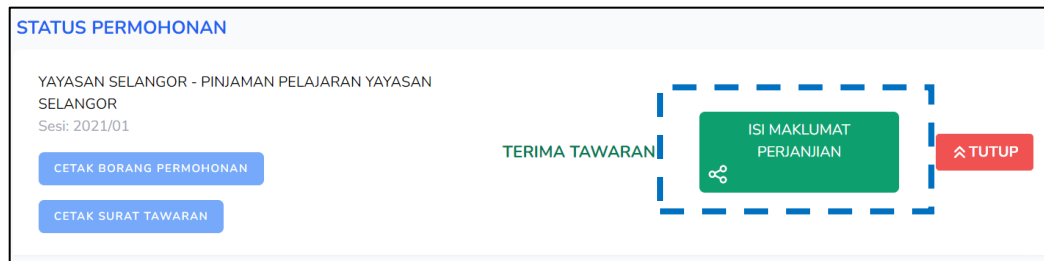 STATUS PERMOHONAN
YAYASAN SELANGOR - PINJAMAN PELAJARAN YAYASAN
SELANGOR
Sesi: 2021/01
CETAK BORANG PERMOHONAN
CETAK SURAT TAWARAN
TERIMA TAWARAN
ISI MAKLUMAT
PERJANJIAN
TUTUP